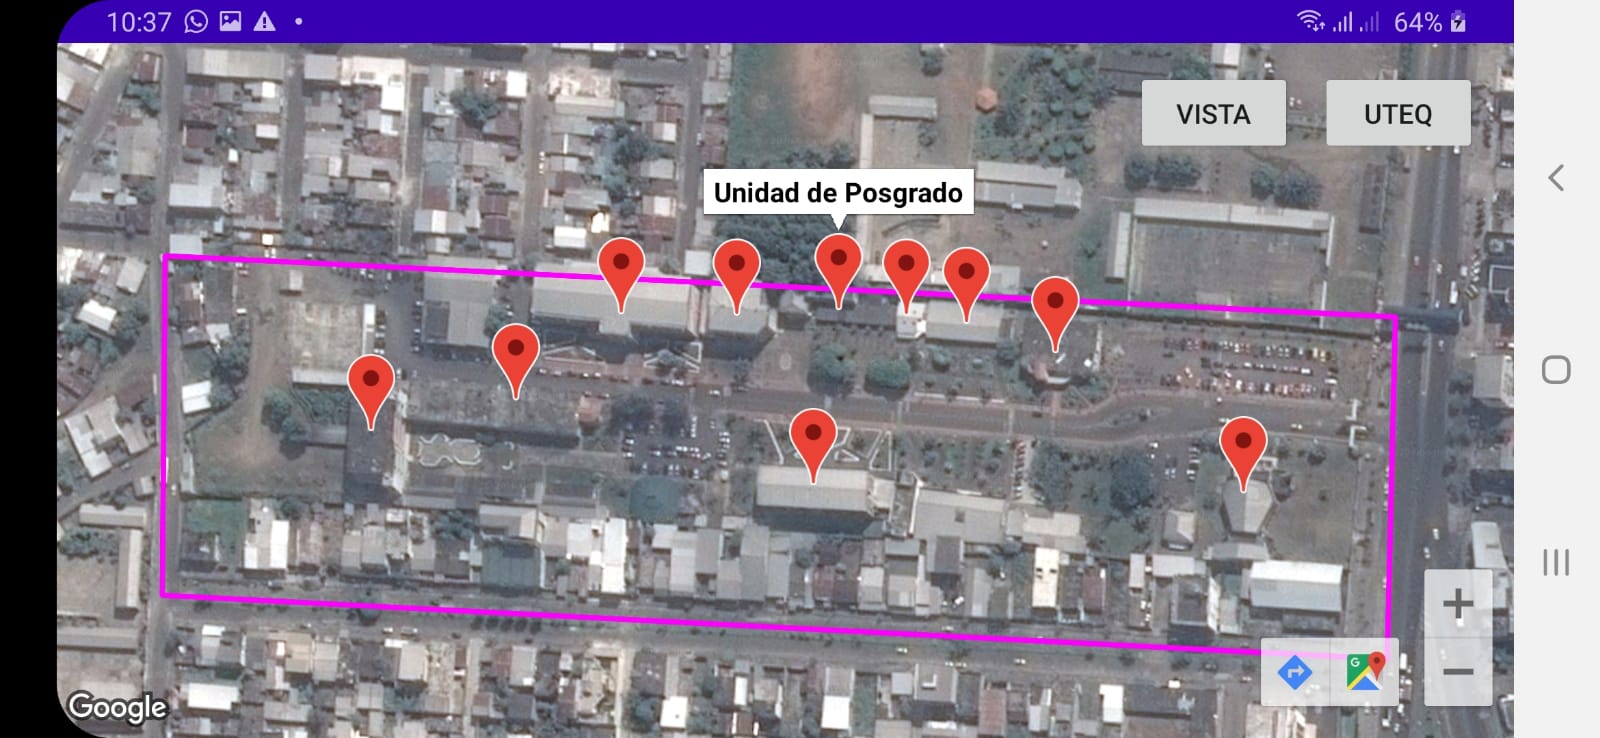 10:37
64%
VISTA
UTEQ
Unidad de Posgrado
+
−
G
Google